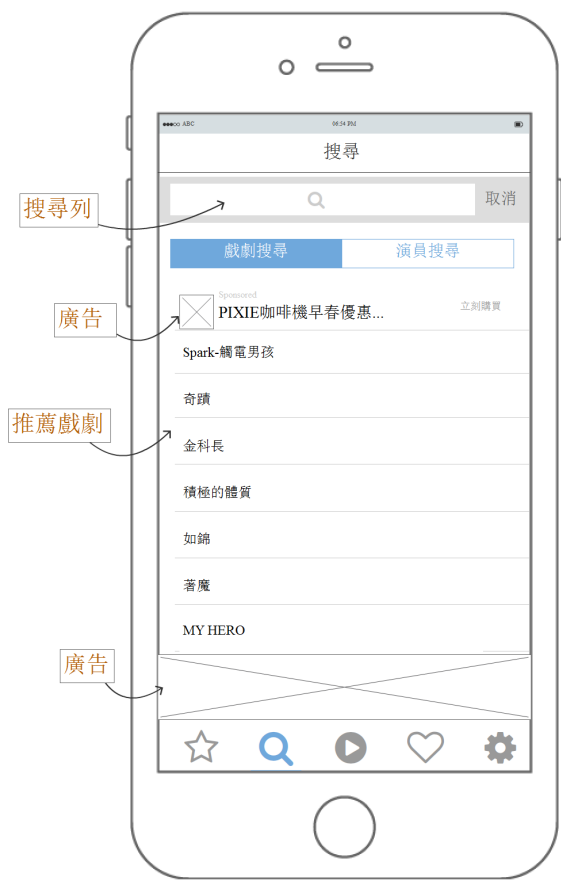 ABC 06:54 PM
搜尋
搜尋列
取消
戲劇搜尋 演員搜尋
廣告
Sponsored
PIXIE咖啡機早春優惠...
立刻購買
Spark-觸電男孩
奇蹟
推薦戲劇
金科長
積極的體質
如錦
著魔
MY HERO
廣告